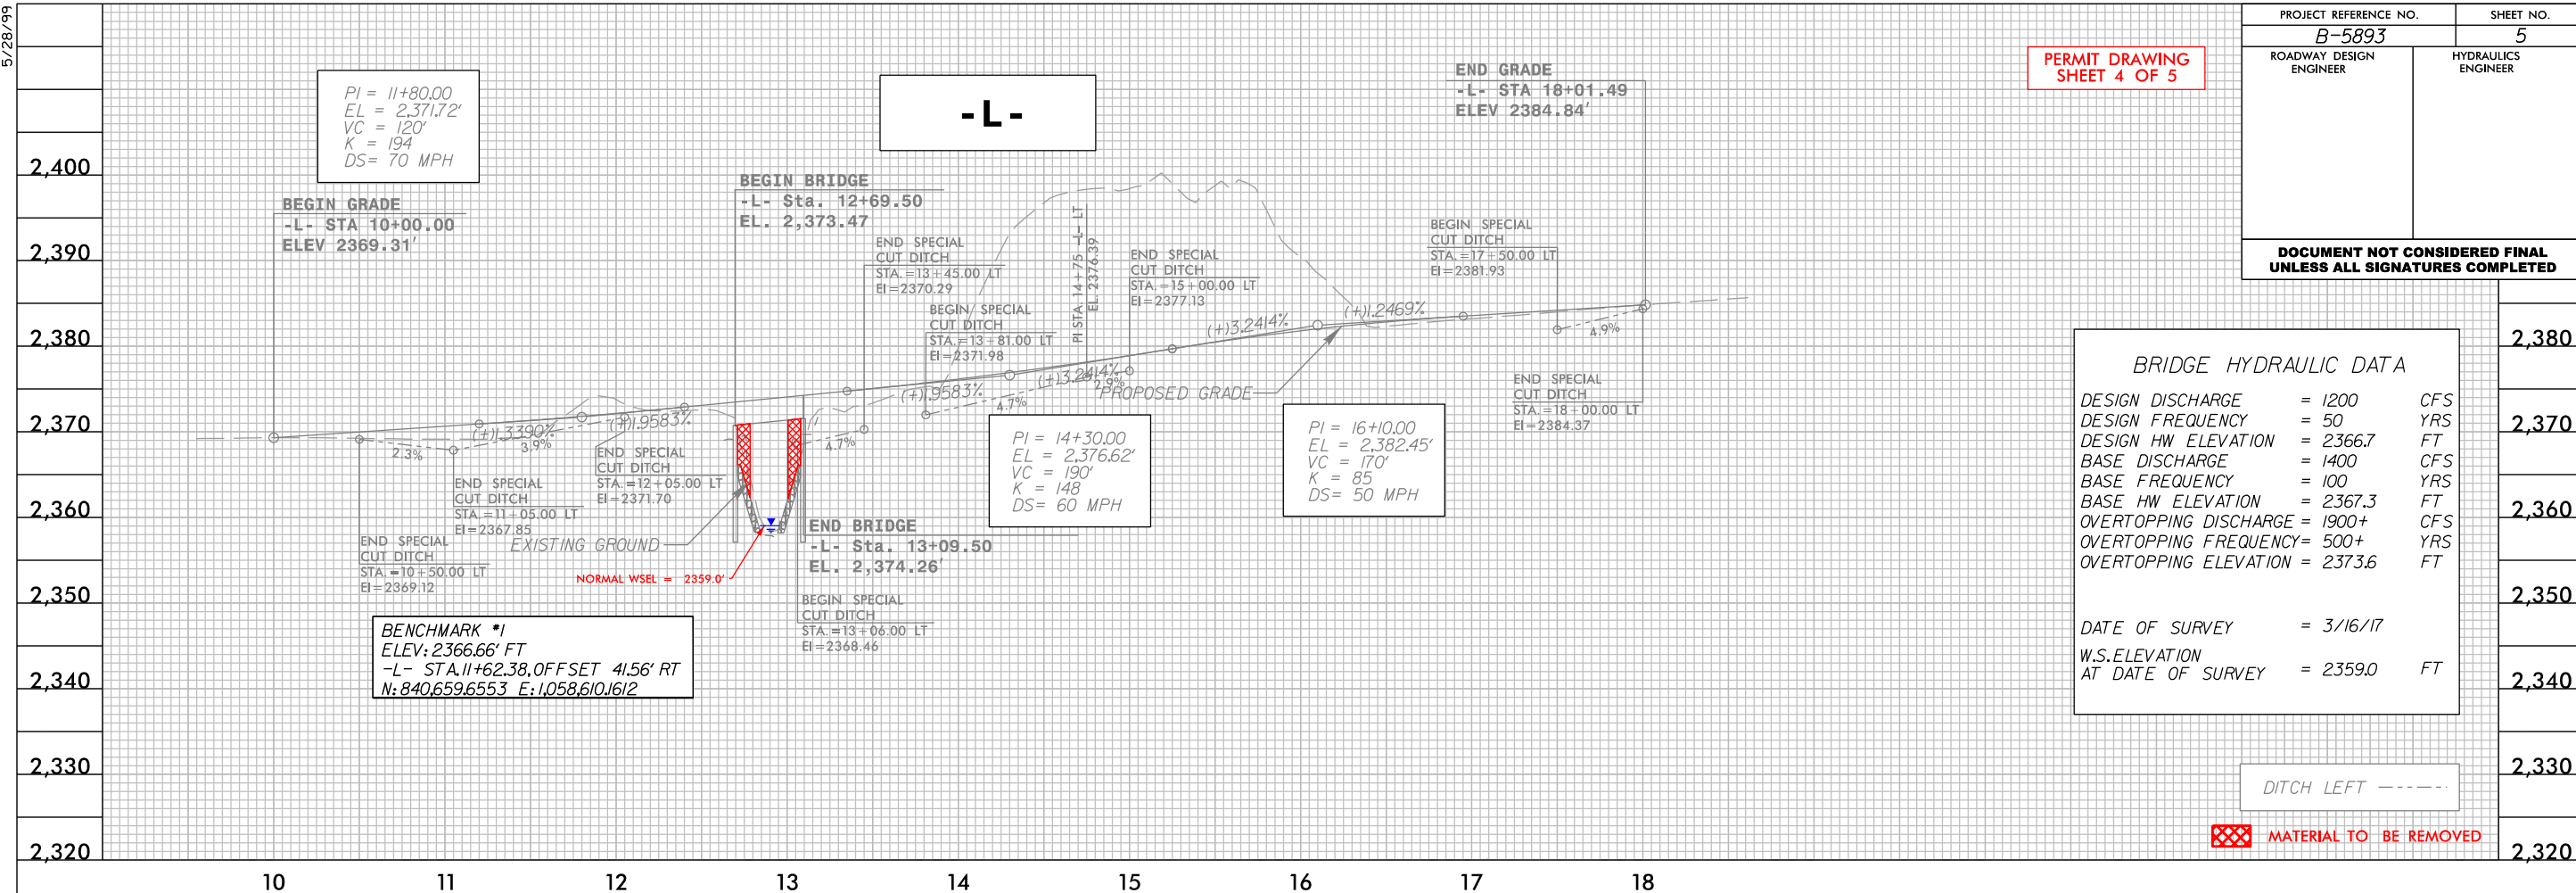 5/28/99
PROJECT REFERENCE NO.
SHEET NO.
B-5893
5
ROADWAY DESIGN
ENGINEER
HYDRAULICS
ENGINEER
DOCUMENT NOT CONSIDERED FINAL
UNLESS ALL SIGNATURES COMPLETED
PERMIT DRAWING
SHEET 4 OF 5
-L-
PI = 11+80.00
EL = 2,371.72'
VC = 120'
K = 194
DS= 70 MPH
BEGIN GRADE
-L- STA 10+00.00
ELEV 2369.31'
BEGIN BRIDGE
-L- Sta. 12+69.50
EL. 2,373.47
END GRADE
-L- STA 18+01.49
ELEV 2384.84'
END SPECIAL
CUT DITCH
STA.=13+45.00 LT
El=2370.29
BEGIN SPECIAL
CUT DITCH
STA.=13+81.00 LT
El=2371.98
PI STA. 14+75 -L- LT
EL. 2376.39
END SPECIAL
CUT DITCH
STA.=15+00.00 LT
El=2377.13
BEGIN SPECIAL
CUT DITCH
STA.=17+50.00 LT
El=2381.93
(+)1.3390%
(+)1.9583%
(+)1.9583%
(+)3.2414%
(+)3.2414%
(+)1.2469%
2.3%
3.9%
4.7%
4.7%
2.9%
4.9%
PROPOSED GRADE
END SPECIAL
CUT DITCH
STA.=18+00.00 LT
El=2384.37
END SPECIAL
CUT DITCH
STA.=12+05.00 LT
El=2371.70
END SPECIAL
CUT DITCH
STA.=11+05.00 LT
El=2367.85
END SPECIAL
CUT DITCH
STA.=10+50.00 LT
El=2369.12
EXISTING GROUND
NORMAL WSEL = 2359.0'
END BRIDGE
-L- Sta. 13+09.50
EL. 2,374.26'
BEGIN SPECIAL
CUT DITCH
STA.=13+06.00 LT
El=2368.46
PI = 14+30.00
EL = 2,376.62'
VC = 190'
K = 148
DS= 60 MPH
PI = 16+10.00
EL = 2,382.45'
VC = 170'
K = 85
DS= 50 MPH
BENCHMARK #1
ELEV: 2366.66' FT
-L- STA.11+62.38, OFFSET 41.56' RT
N: 840,659.6553 E: 1,058,610.1612
BRIDGE HYDRAULIC DATA
DESIGN DISCHARGE = 1200 CFS
DESIGN FREQUENCY = 50 YRS
DESIGN HW ELEVATION = 2366.7 FT
BASE DISCHARGE = 1400 CFS
BASE FREQUENCY = 100 YRS
BASE HW ELEVATION = 2367.3 FT
OVERTOPPING DISCHARGE = 1900+ CFS
OVERTOPPING FREQUENCY= 500+ YRS
OVERTOPPING ELEVATION = 2373.6 FT
DATE OF SURVEY = 3/16/17
W.S. ELEVATION
AT DATE OF SURVEY = 2359.0 FT
DITCH LEFT
MATERIAL TO BE REMOVED
2,400
2,390
2,380
2,370
2,360
2,350
2,340
2,330
2,320
2,380
2,370
2,360
2,350
2,340
2,330
2,320
10 11 12 13 14 15 16 17 18